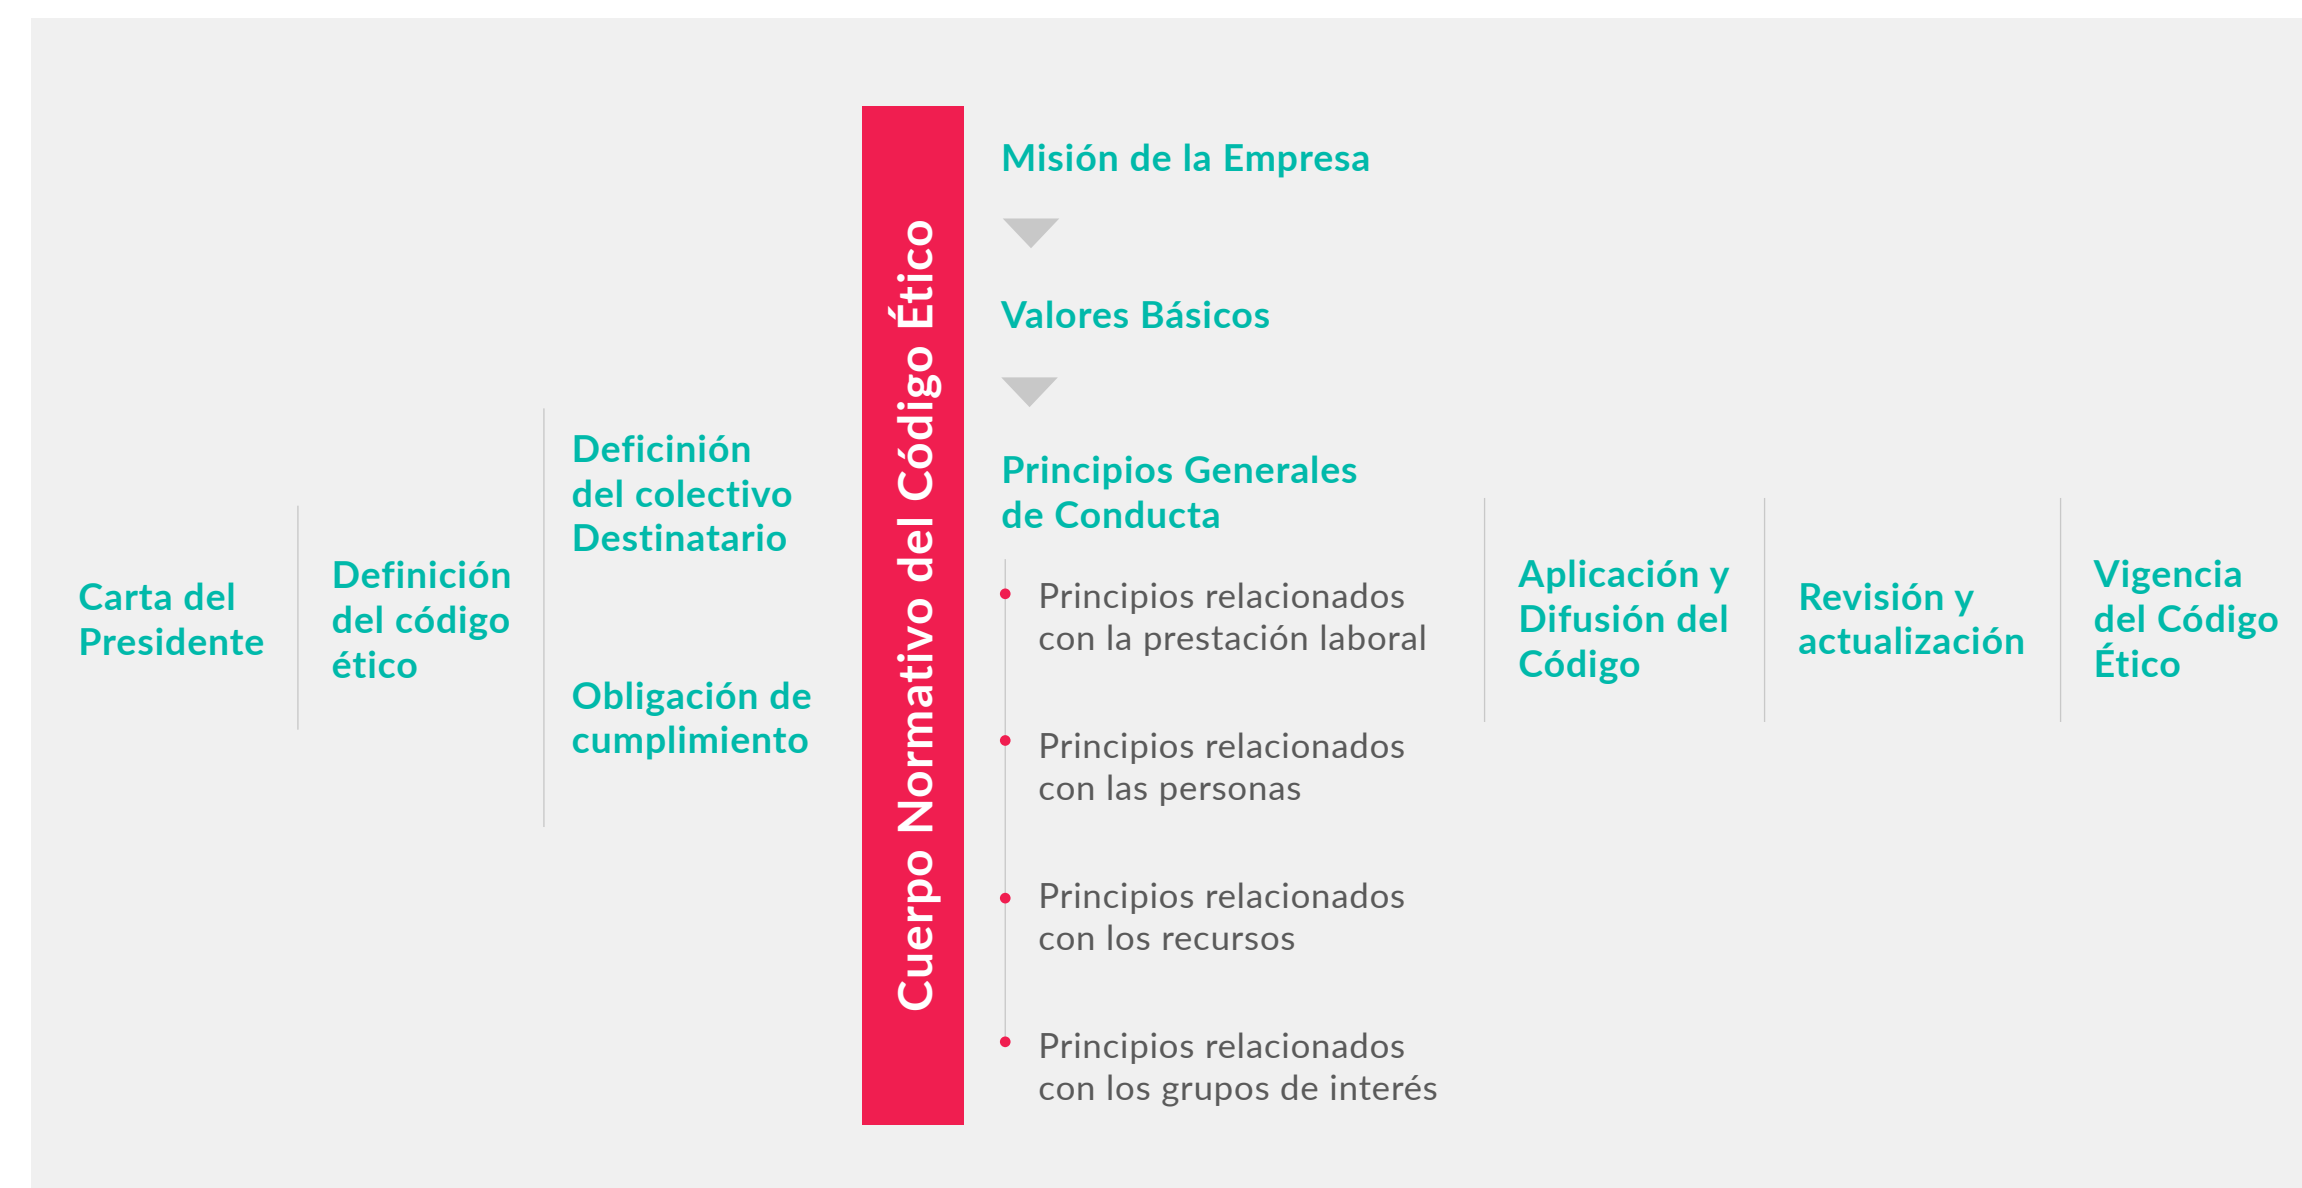 Carta del
Presidente
Definición
del código
ético
Deficinión
del colectivo
Destinatario
Obligación de
cumplimiento
Cuerpo Normativo del Código Ético
Misión de la Empresa
Valores Básicos
Principios Generales
de Conducta
Principios relacionados
con la prestación laboral
Principios relacionados
con las personas
Principios relacionados
con los recursos
Principios relacionados
con los grupos de interés
Aplicación y
Difusión del
Código
Revisión y
actualización
Vigencia
del Código
Ético